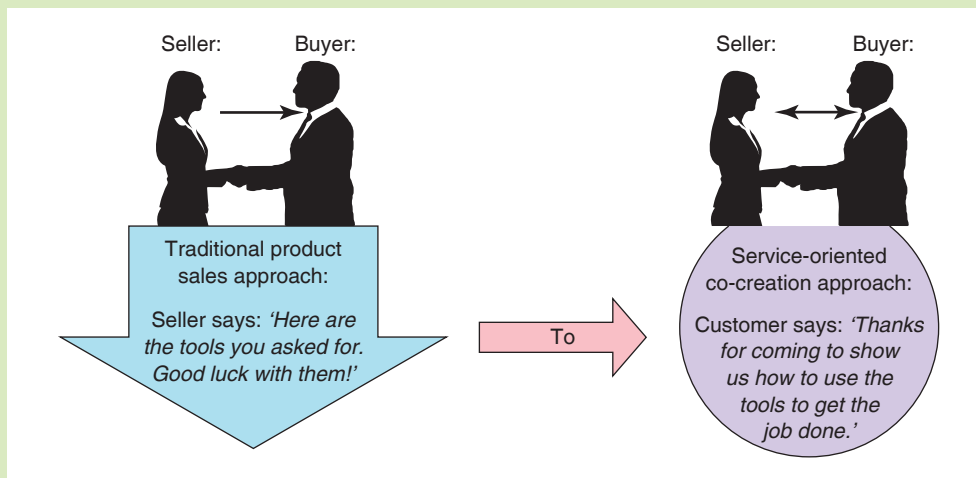 Seller: Buyer:
Traditional product
sales approach:
Seller says: ‘Here are
the tools you asked for.
Good luck with them!’
To
Seller: Buyer:
Service-oriented
co-creation approach:
Customer says: ‘Thanks
for coming to show
us how to use the
tools to get the
job done.’